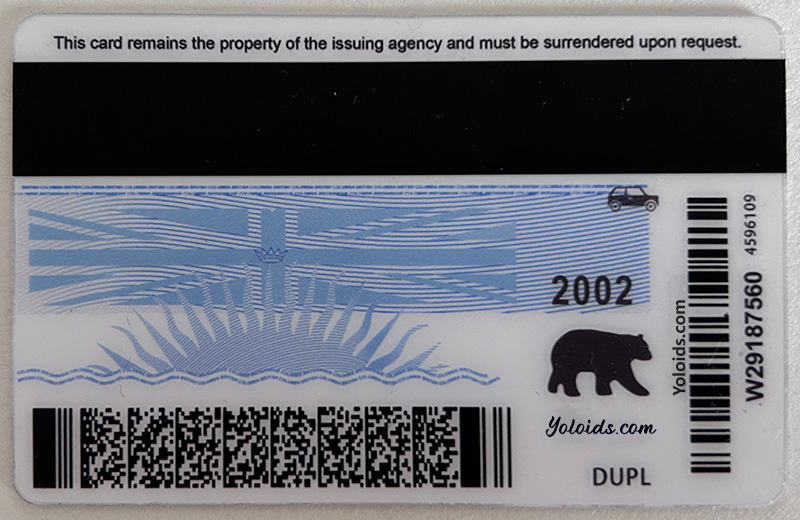 This card remains the property of the issuing agency and must be surrendered upon request.
2002
Yoloids.com
DUPL
Yoloids.com
W29187560
4596109